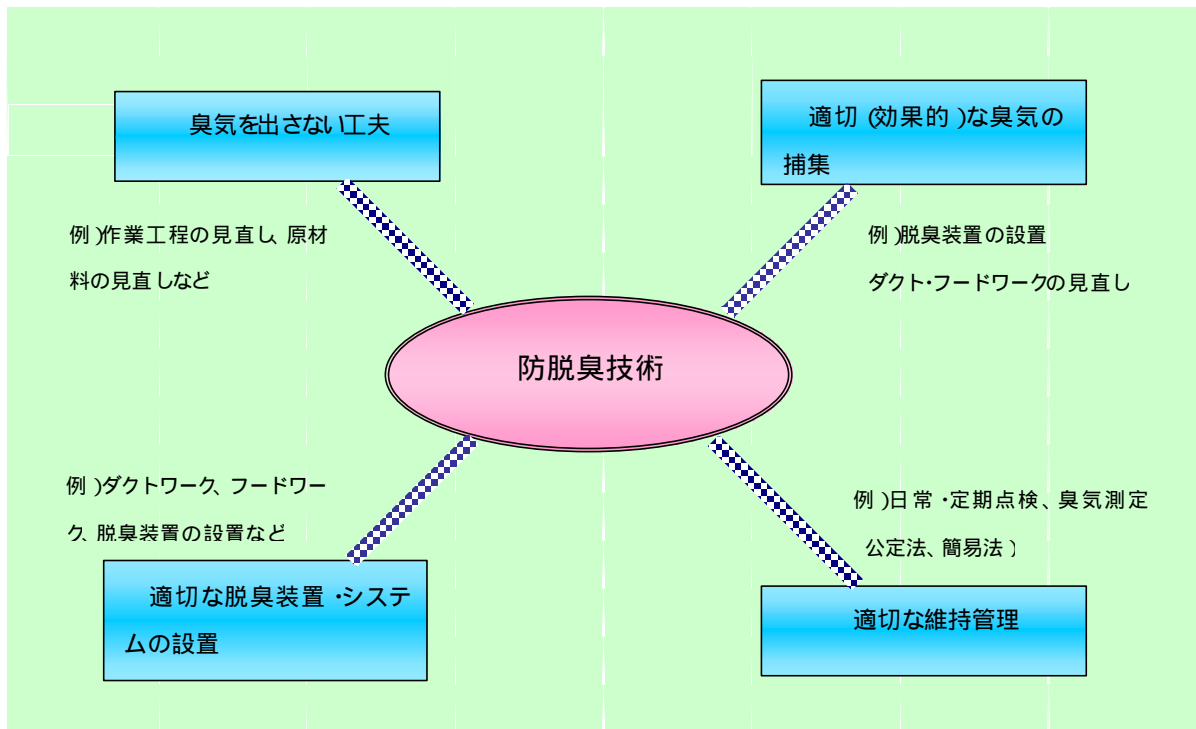 臭気を出さない工夫
例)作業工程の見直し、原材
料の見直しなど
適切(効果的)な臭気の
捕集
例)脱臭装置の設置
ダクト・フードワークの見直し
防脱臭技術
例)ダクトワーク、フードワー
ク、脱臭装置の設置など
適切な脱臭装置・システ
ムの設置
例)日常・定期点検、臭気測定
公定法、簡易法)
適切な維持管理